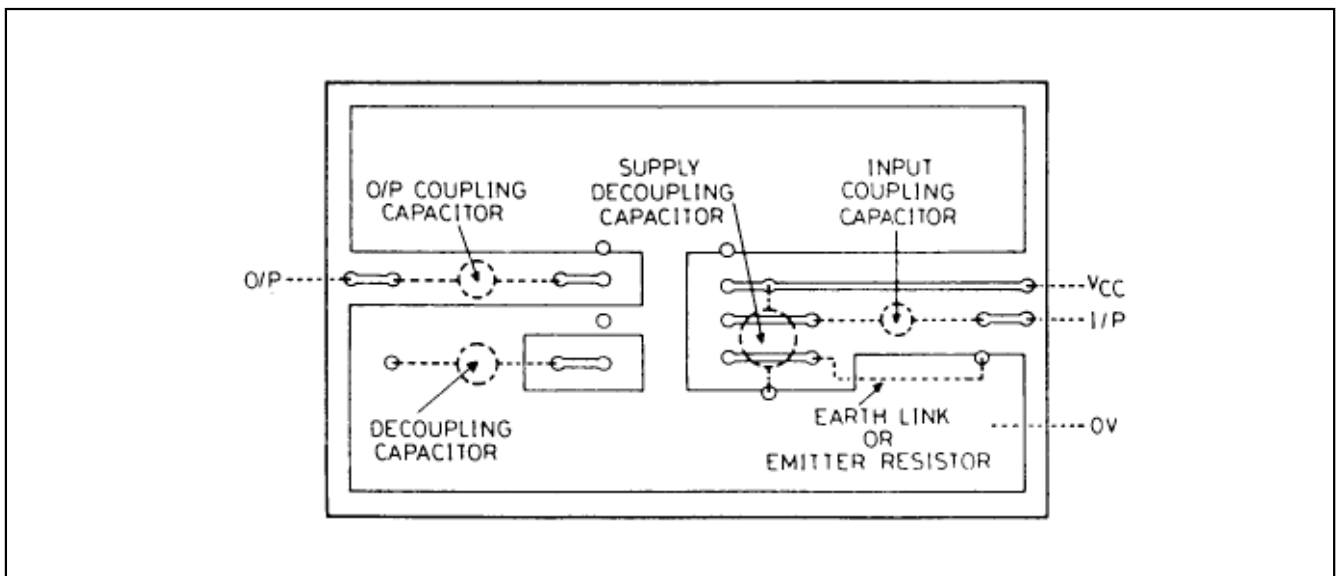 O/P COUPLING
CAPACITOR
SUPPLY
DECOUPLING
CAPACITOR
INPUT
COUPLING
CAPACITOR
O/P
VCC
I/P
DECOUPLING
CAPACITOR
EARTH LINK
OR
EMITTER RESISTOR
0V